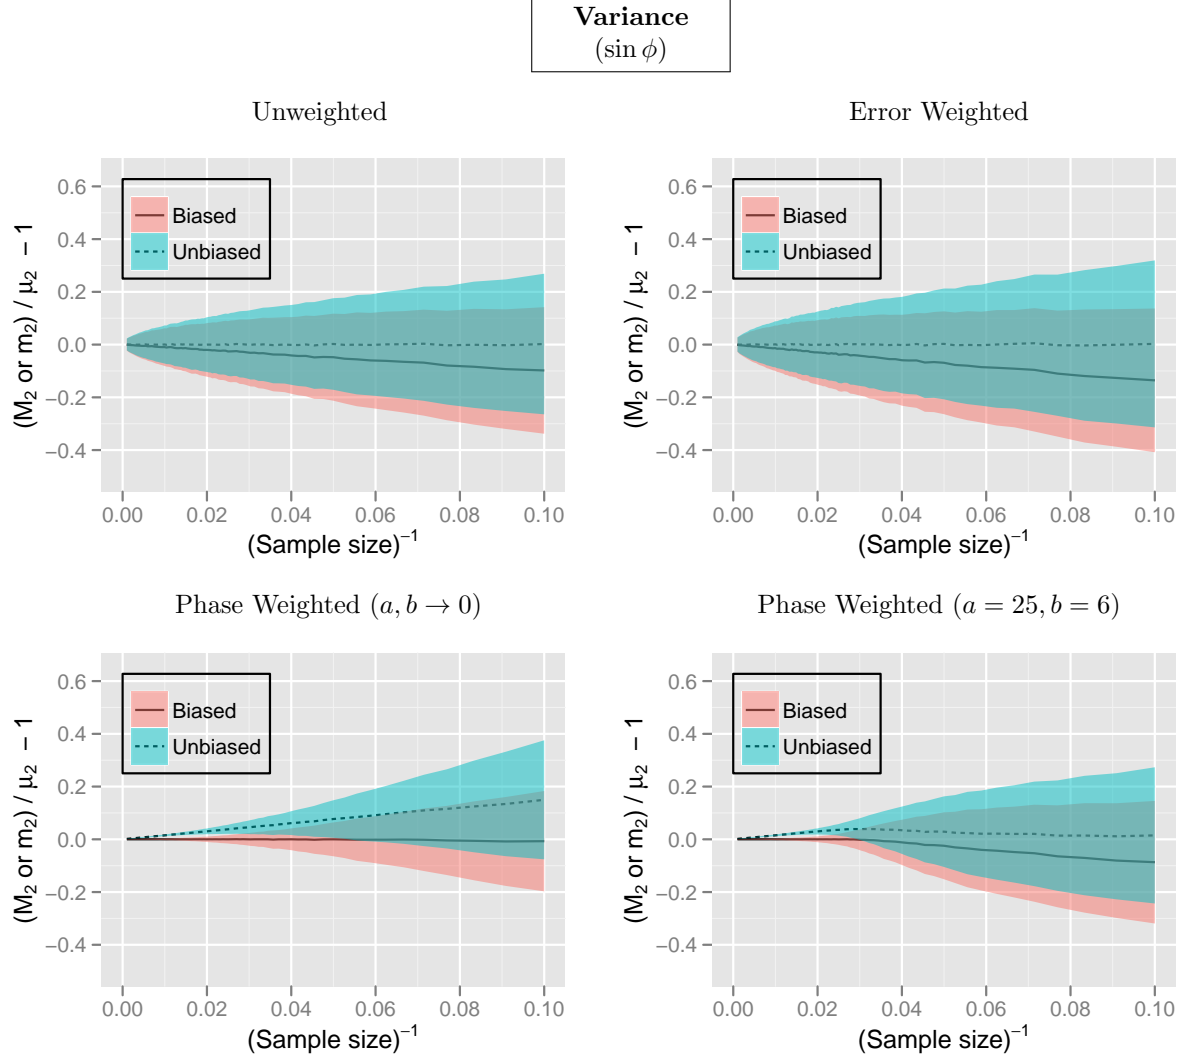 Variance
(sin ϕ)
Unweighted
Error Weighted
(M₂ or m₂) / μ₂ − 1
0.6
0.4
0.2
0.0
−0.2
−0.4
Biased
Unbiased
0.00 0.02 0.04 0.06 0.08 0.10
(Sample size)⁻¹
(M₂ or m₂) / μ₂ − 1
0.6
0.4
0.2
0.0
−0.2
−0.4
Biased
Unbiased
0.00 0.02 0.04 0.06 0.08 0.10
(Sample size)⁻¹
Phase Weighted (a, b → 0)
Phase Weighted (a = 25, b = 6)
(M₂ or m₂) / μ₂ − 1
0.6
0.4
0.2
0.0
−0.2
−0.4
Biased
Unbiased
0.00 0.02 0.04 0.06 0.08 0.10
(Sample size)⁻¹
(M₂ or m₂) / μ₂ − 1
0.6
0.4
0.2
0.0
−0.2
−0.4
Biased
Unbiased
0.00 0.02 0.04 0.06 0.08 0.10
(Sample size)⁻¹